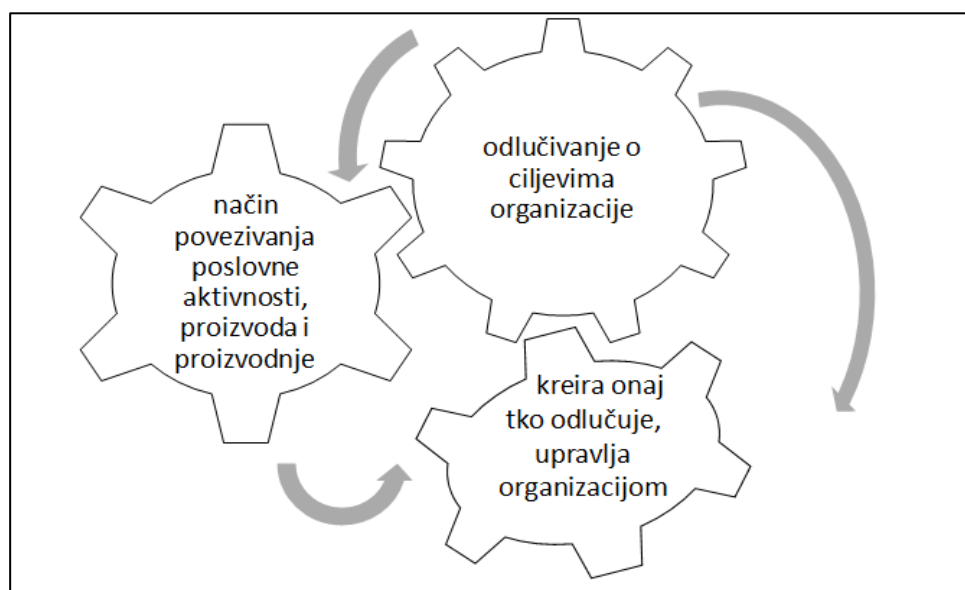 odlučivanje o
ciljevima
organizacije
način
povezivanja
poslovne
aktivnosti,
proizvoda i
proizvodnje
kreira onaj
tko odlučuje,
upravlja
organizacijom